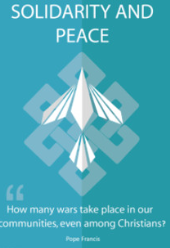 SOLIDARITY AND
PEACE
“
How many wars take place in our
communities, even among Christians?
Pope Francis